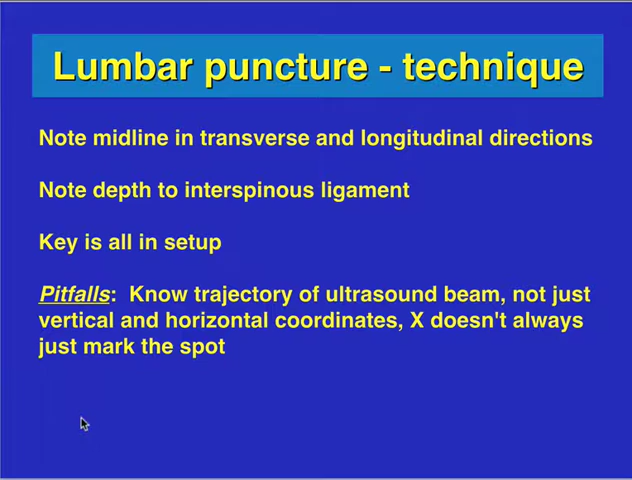 Lumbar puncture - technique
Note midline in transverse and longitudinal directions
Note depth to interspinous ligament
Key is all in setup
Pitfalls:  Know trajectory of ultrasound beam, not just
vertical and horizontal coordinates, X doesn't always
just mark the spot